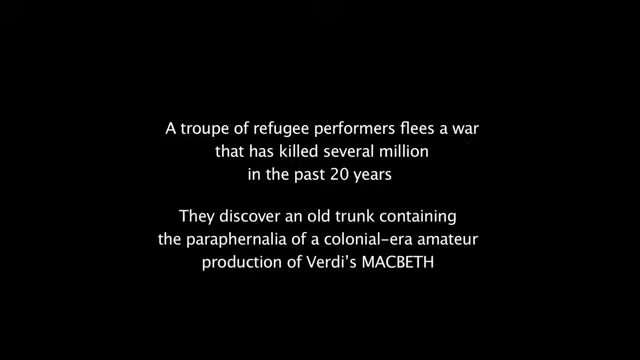 A troupe of refugee performers flees a war
that has killed several million
in the past 20 years
They discover an old trunk containing
the paraphernalia of a colonial-era amateur
production of Verdi's MACBETH